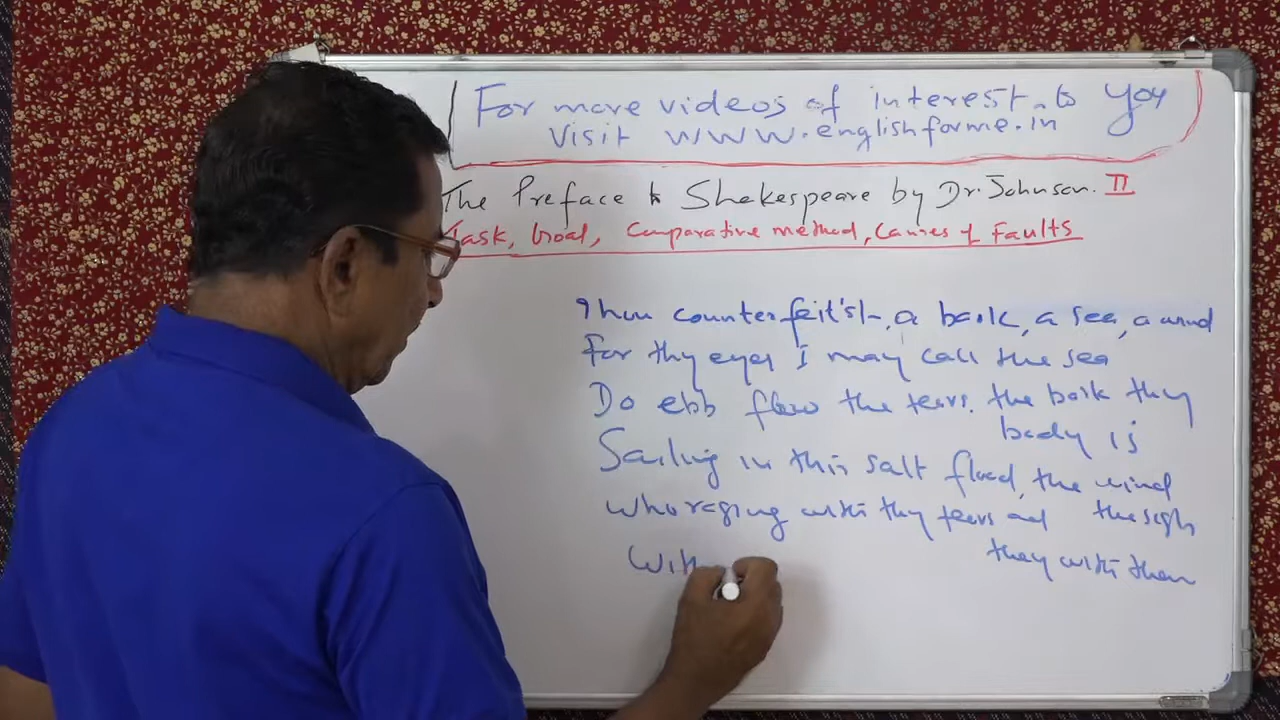 For more videos of interest to you
Visit www.englishforme.in
The Preface to Shakespeare by Dr. Johnson. II
Task, Goal, Comparative method, Causes of Faults
Thou counterfeit'st, a bark, a sea, a wind
For thy eyes I may call the sea
Do ebb flow the tears. the bark thy
body is
Sailing in this salt flood, the wind
Who raging with thy tears and the sigh
they with them
With